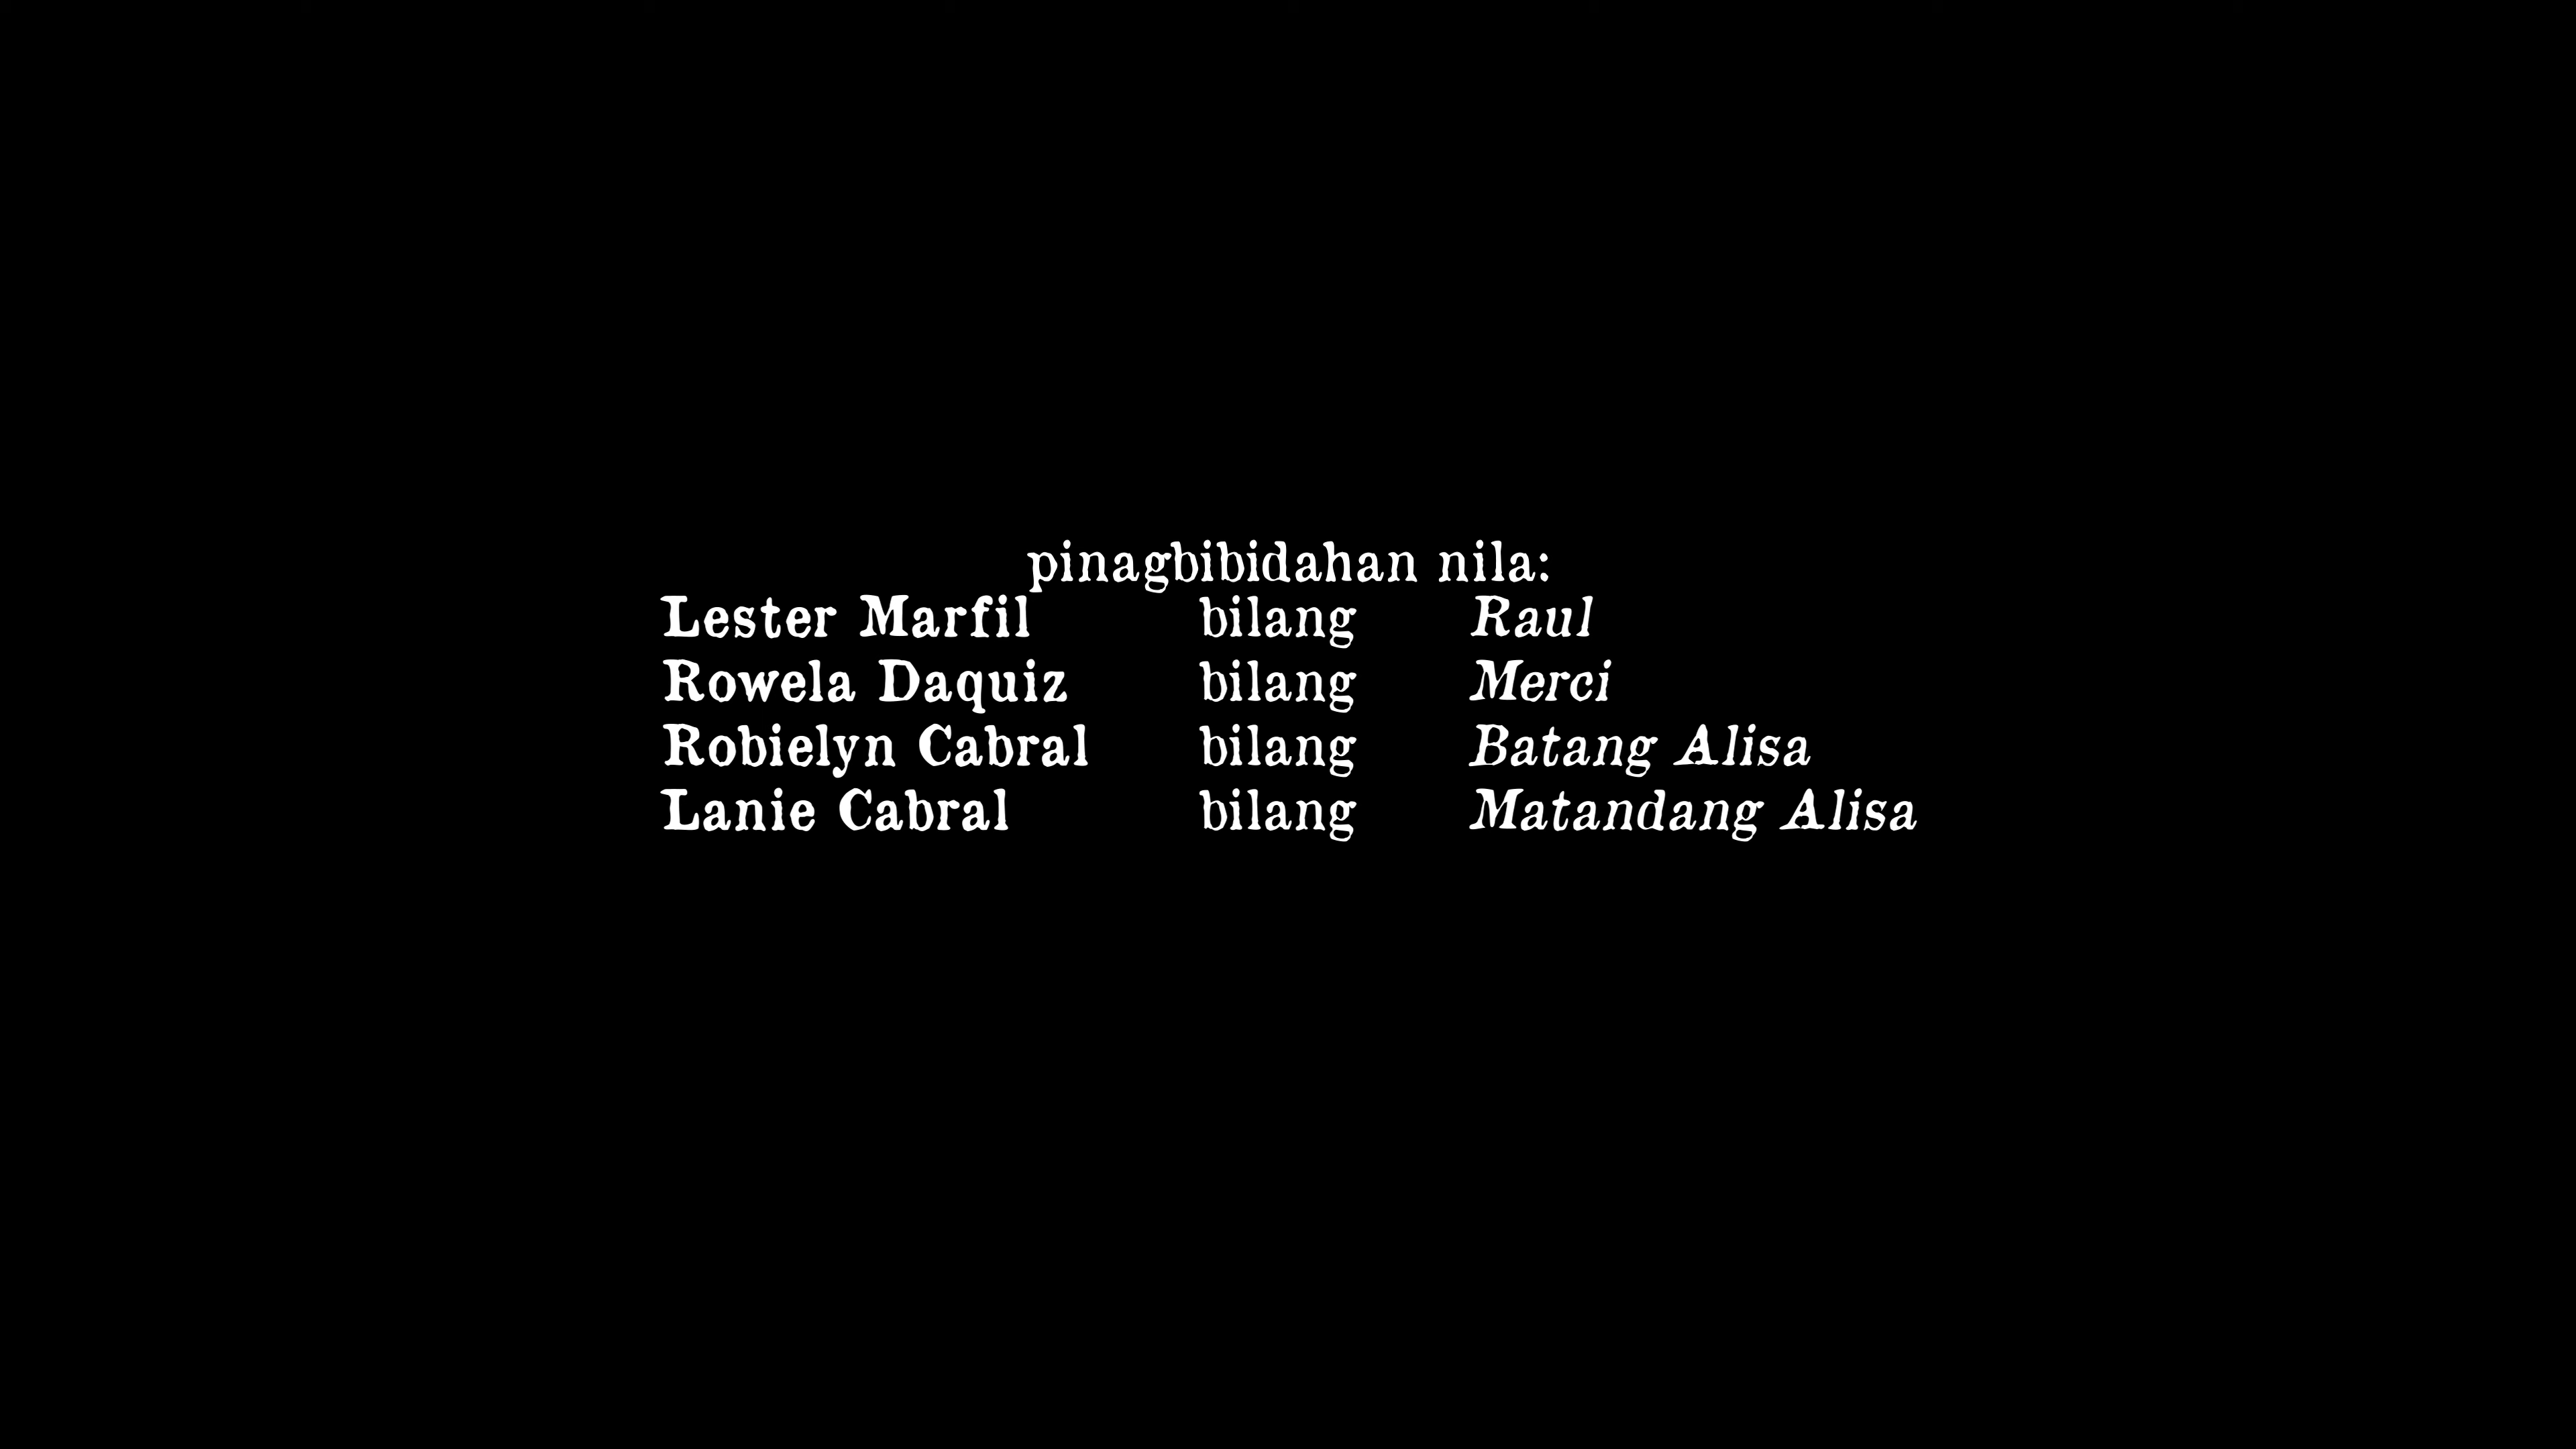 pinagbibidahan nila:
Lester Marfil bilang Raul
Rowela Daquiz bilang Merci
Robielyn Cabral bilang Batang Alisa
Lanie Cabral bilang Matandang Alisa